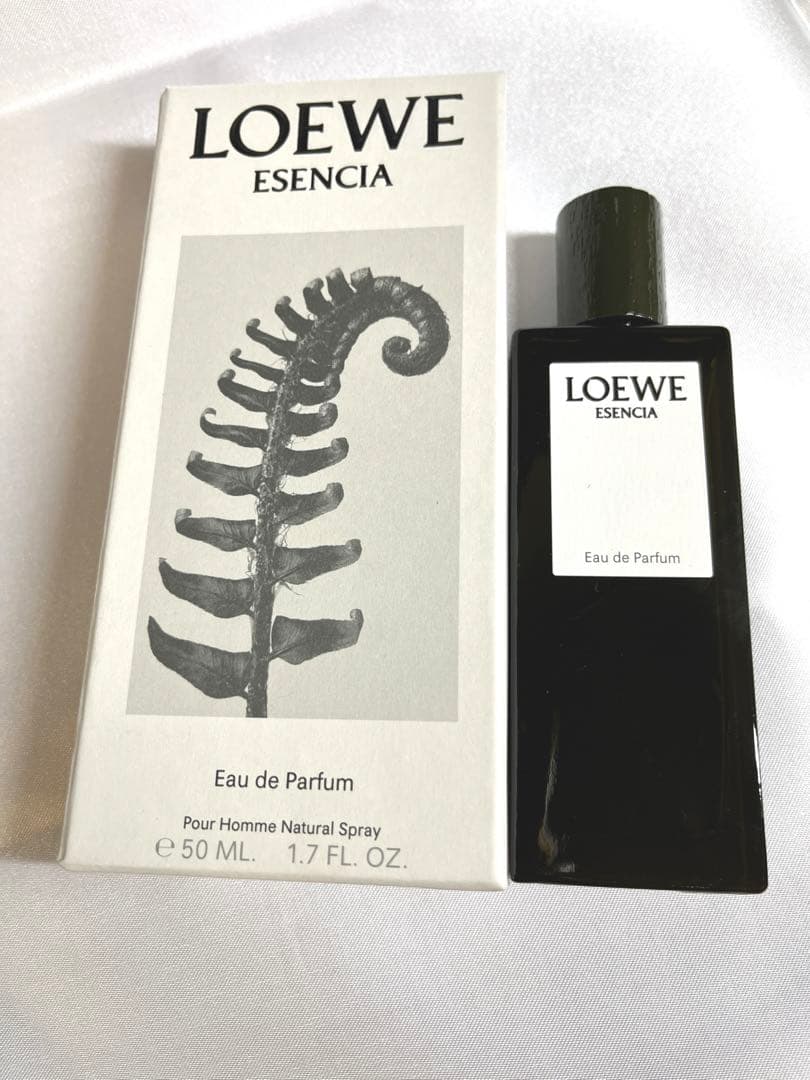 LOEWE
ESENCIA
Eau de Parfum
Pour Homme Natural Spray
℮ 50 ML. 1.7 FL. OZ.
LOEWE
ESENCIA
Eau de Parfum